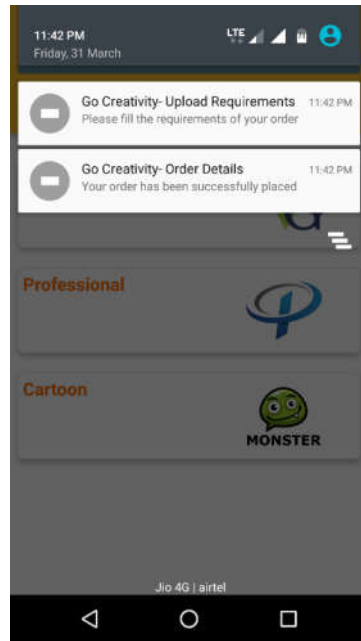 11:42 PM
LTE
Friday, 31 March
Go Creativity- Upload Requirements 11:42 PM
Please fill the requirements of your order
Go Creativity- Order Details 11:42 PM
Your order has been successfully placed
Professional
Cartoon
MONSTER
Jio 4G | airtel